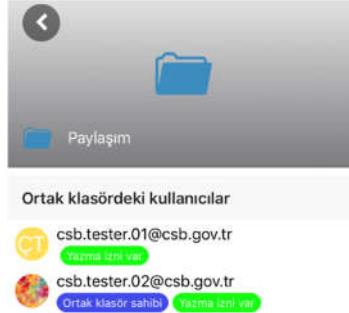 Paylaşım
Ortak klasördeki kullanıcılar
ÇT
csb.tester.01@csb.gov.tr
Yazma izni var
csb.tester.02@csb.gov.tr
Ortak klasör sahibi Yazma izni var